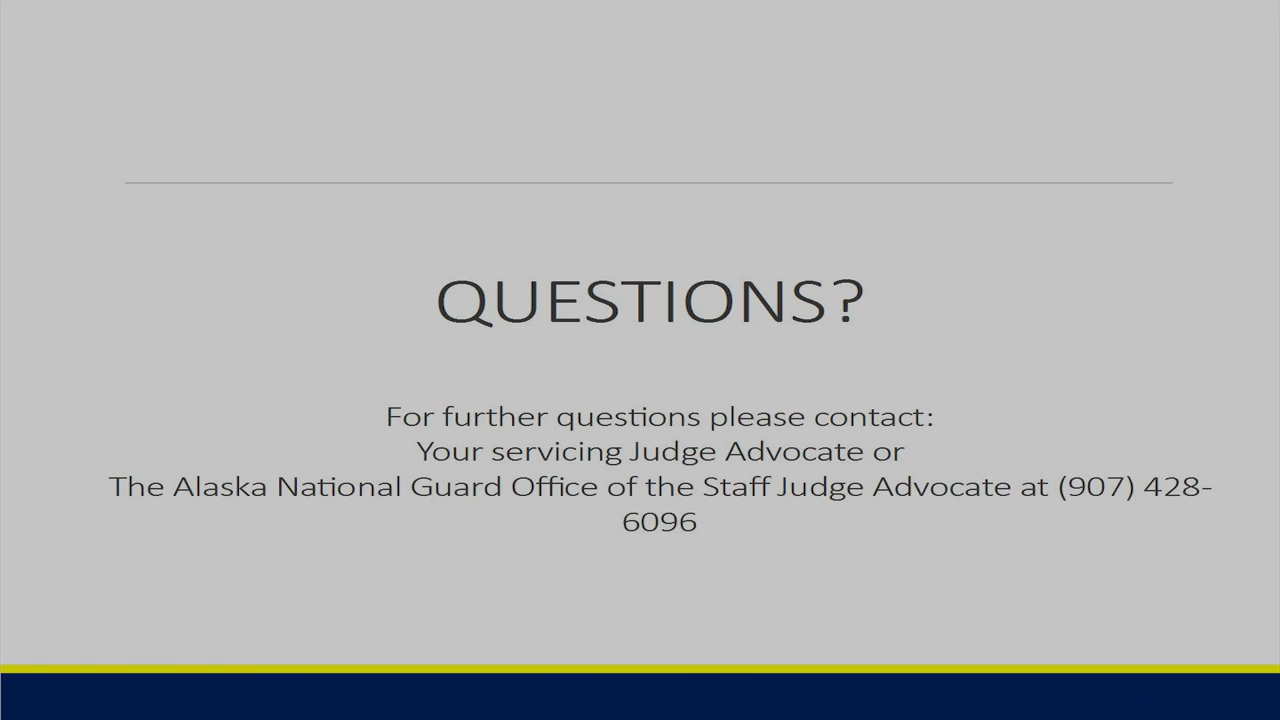 QUESTIONS?
For further questions please contact:
Your servicing Judge Advocate or
The Alaska National Guard Office of the Staff Judge Advocate at (907) 428-
6096